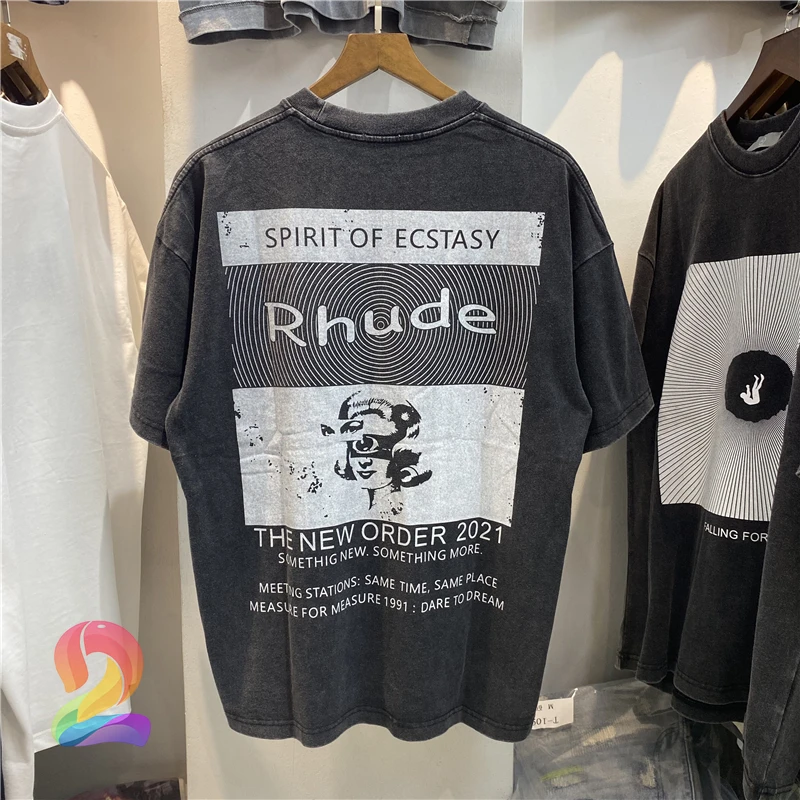 SPIRIT OF ECSTASY
Rhude
THE NEW ORDER 2021
SOMETHIG NEW. SOMETHING MORE.
MEETING STATIONS: SAME TIME, SAME PLACE
MEASURE FOR MEASURE 1991 : DARE TO DREAM
FALLING FOR
2